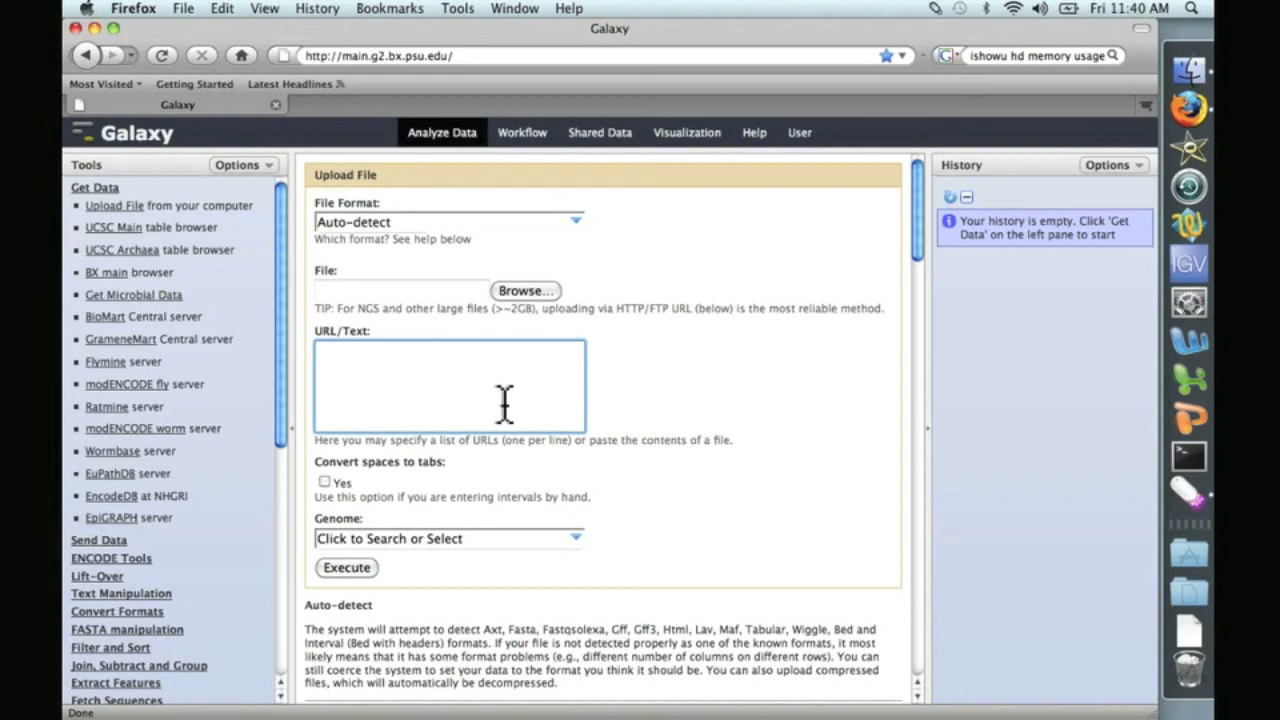 Firefox File Edit View History Bookmarks Tools Window Help Fri 11:40 AM
Galaxy
http://main.g2.bx.psu.edu/
ishowu hd memory usage
Most Visited Getting Started Latest Headlines
Galaxy
Galaxy Analyze Data Workflow Shared Data Visualization Help User
Tools Options
Get Data
Upload File from your computer
UCSC Main table browser
UCSC Archaea table browser
BX main browser
Get Microbial Data
BioMart Central server
GrameneMart Central server
Flymine server
modENCODE fly server
Ratmine server
modENCODE worm server
Wormbase server
EuPathDB server
EncodeDB at NHGRI
EpiGRAPH server
Send Data
ENCODE Tools
Lift-Over
Text Manipulation
Convert Formats
FASTA manipulation
Filter and Sort
Join, Subtract and Group
Extract Features
Fetch Sequences
Done
Upload File
File Format:
Auto-detect
Which format? See help below
File:
Browse...
TIP: For NGS and other large files (>~2GB), uploading via HTTP/FTP URL (below) is the most reliable method.
URL/Text:
Here you may specify a list of URLs (one per line) or paste the contents of a file.
Convert spaces to tabs:
Yes
Use this option if you are entering intervals by hand.
Genome:
Click to Search or Select
Execute
Auto-detect
The system will attempt to detect Axt, Fasta, Fastqsolexa, Gff, Gff3, Html, Lav, Maf, Tabular, Wiggle, Bed and
Interval (Bed with headers) formats. If your file is not detected properly as one of the known formats, it most
likely means that it has some format problems (e.g., different number of columns on different rows). You can
still coerce the system to set your data to the format you think it should be. You can also upload compressed
files, which will automatically be decompressed.
History Options
Your history is empty. Click 'Get
Data' on the left pane to start
IGV